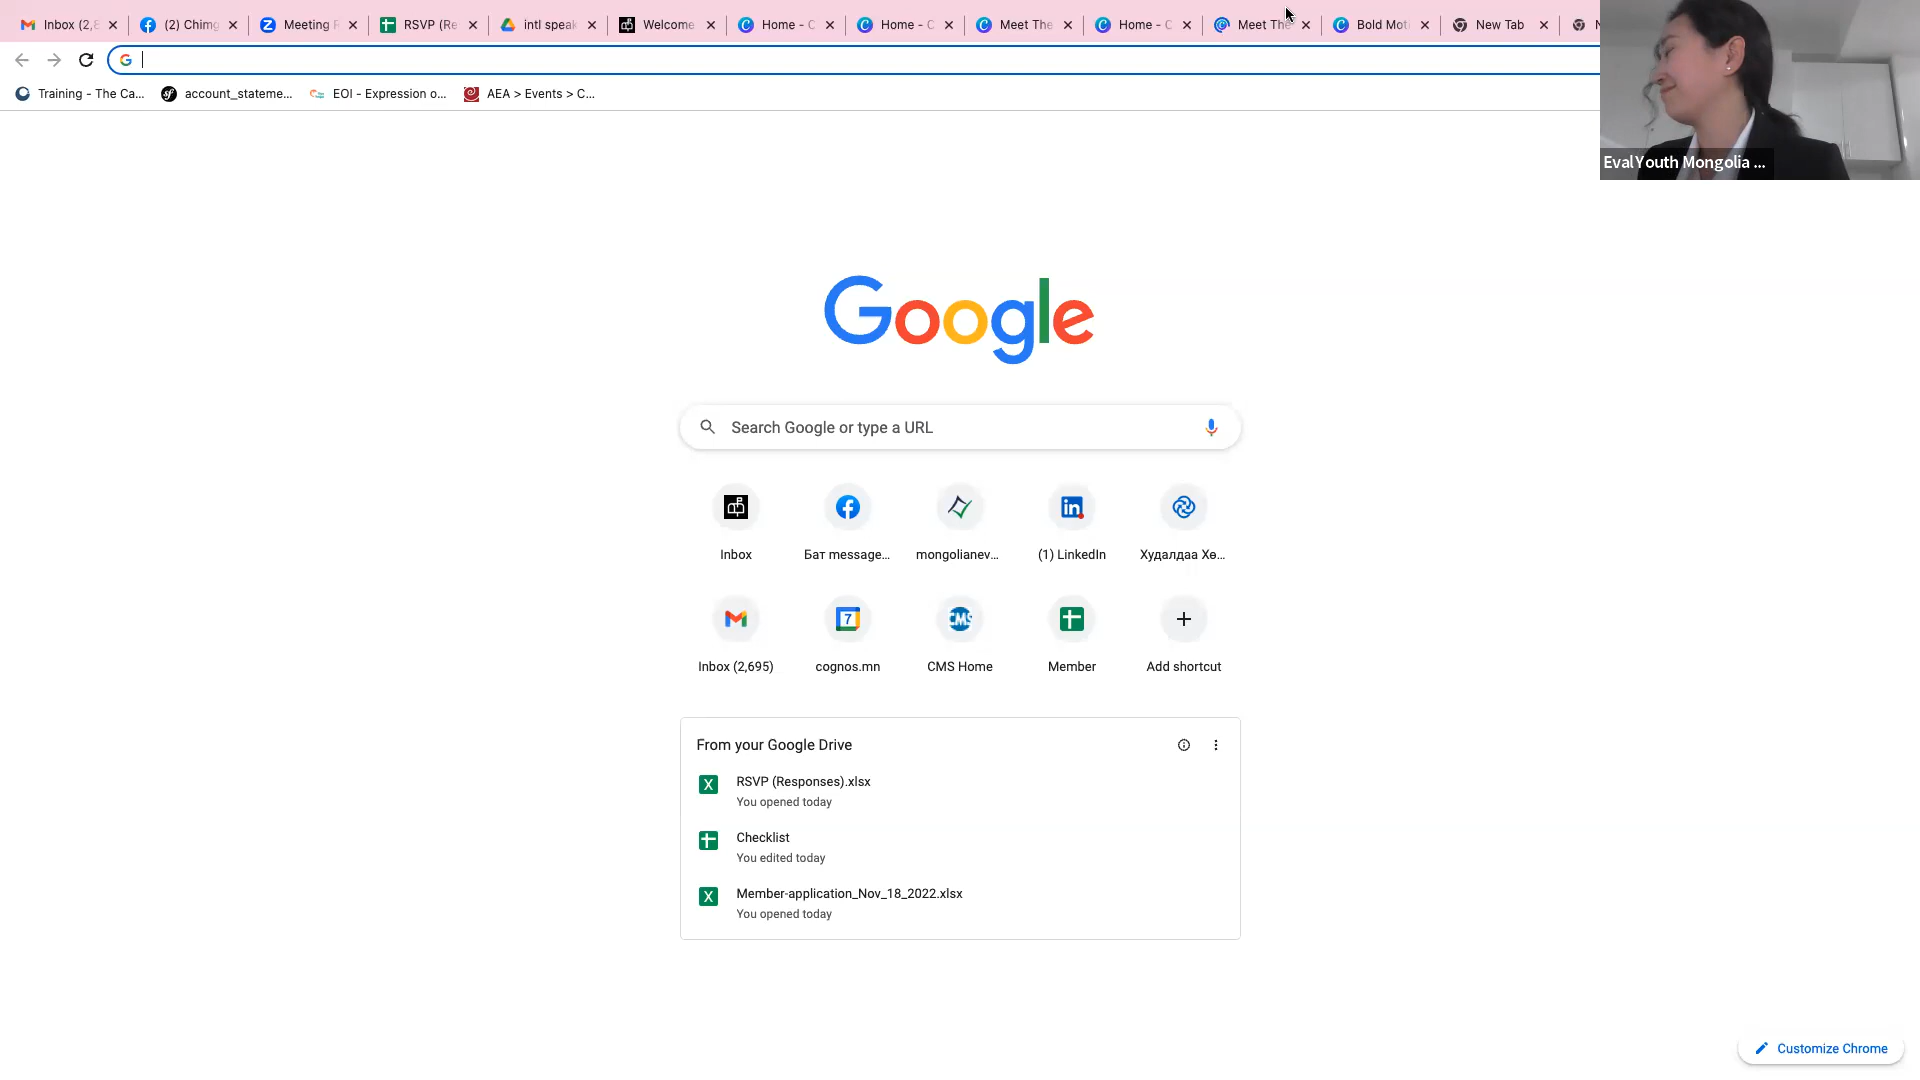 Inbox (2,8
(2) Chimg
Meeting R
RSVP (Re
intl speak
Welcome
Home - C
Home - C
Meet The
Home - C
Meet The
Bold Mot
New Tab
N
Training - The Ca...
account_stateme...
EOI - Expression o...
AEA > Events > C...
EvalYouth Mongolia ...
Google
Search Google or type a URL
Inbox
Бат message...
mongolianev...
(1) LinkedIn
Худалдаа Хө...
7
CMS
Inbox (2,695)
cognos.mn
CMS Home
Member
Add shortcut
From your Google Drive
RSVP (Responses).xlsx
You opened today
Checklist
You edited today
Member-application_Nov_18_2022.xlsx
You opened today
Customize Chrome